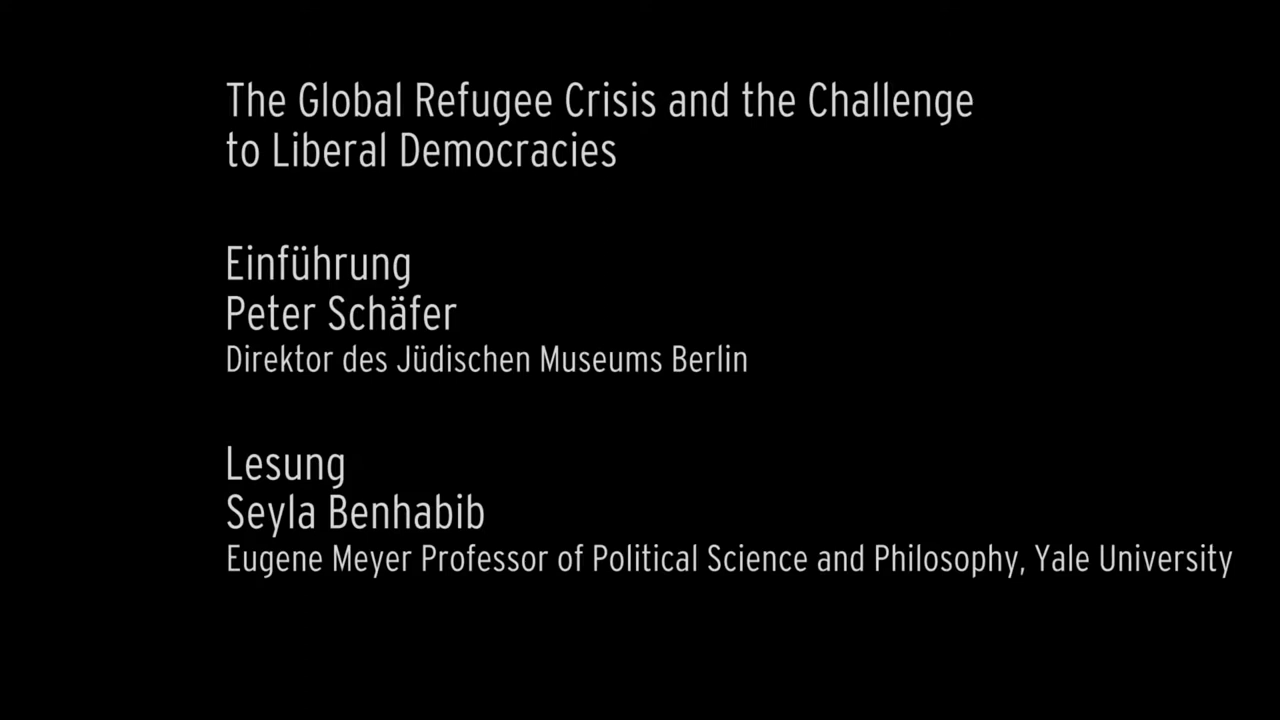 The Global Refugee Crisis and the Challenge
to Liberal Democracies
Einführung
Peter Schäfer
Direktor des Jüdischen Museums Berlin
Lesung
Seyla Benhabib
Eugene Meyer Professor of Political Science and Philosophy, Yale University